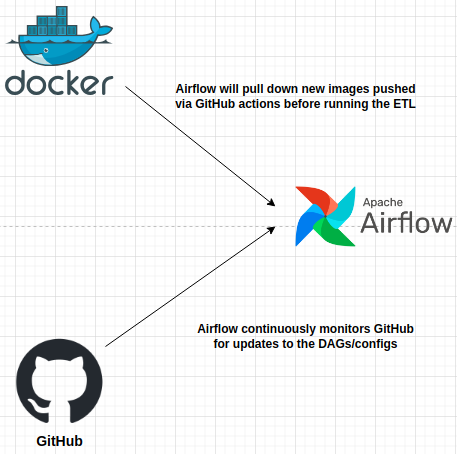 docker
Airflow will pull down new images pushed
via GitHub actions before running the ETL
Apache
Airflow
Airflow continuously monitors GitHub
for updates to the DAGs/configs
GitHub